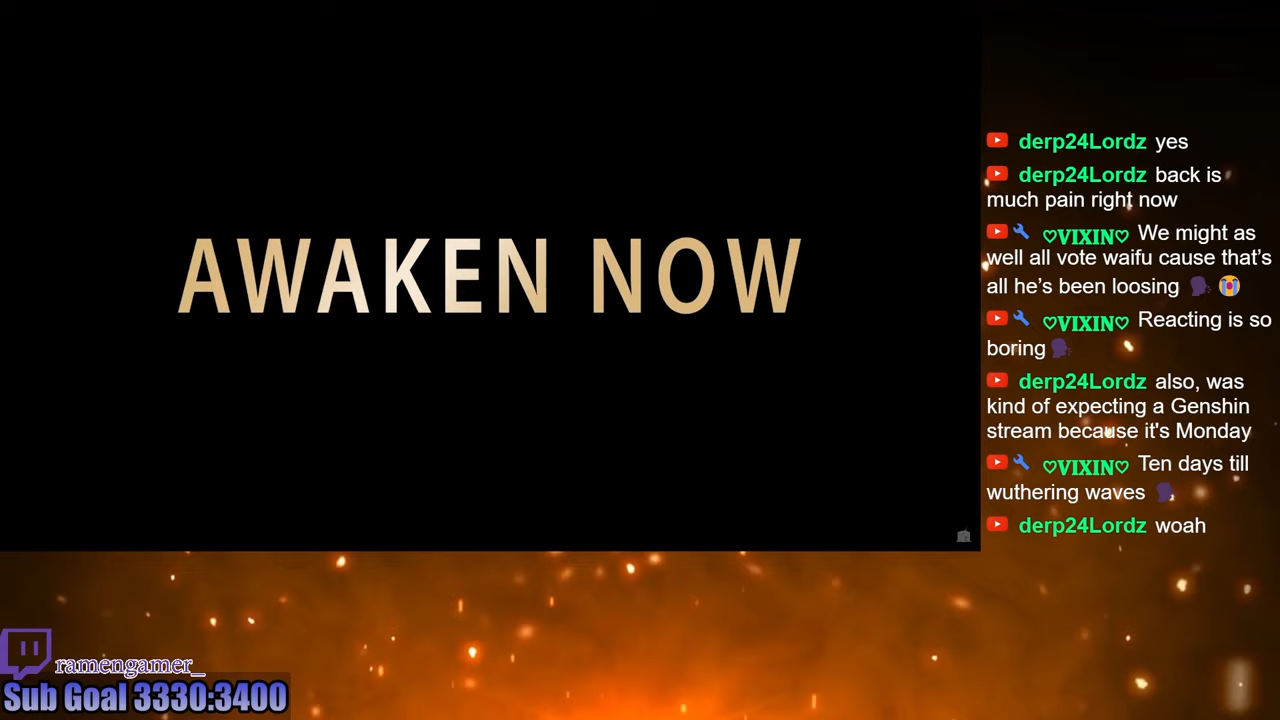 AWAKEN NOW
derp24Lordz yes
derp24Lordz back is
much pain right now
♡VIXIN♡ We might as
well all vote waifu cause that's
all he's been loosing 🗣️ 😭
♡VIXIN♡ Reacting is so
boring 🗣️
derp24Lordz also, was
kind of expecting a Genshin
stream because it's Monday
♡VIXIN♡ Ten days till
wuthering waves 🗣️
derp24Lordz woah
ramengamer_
Sub Goal 3330:3400